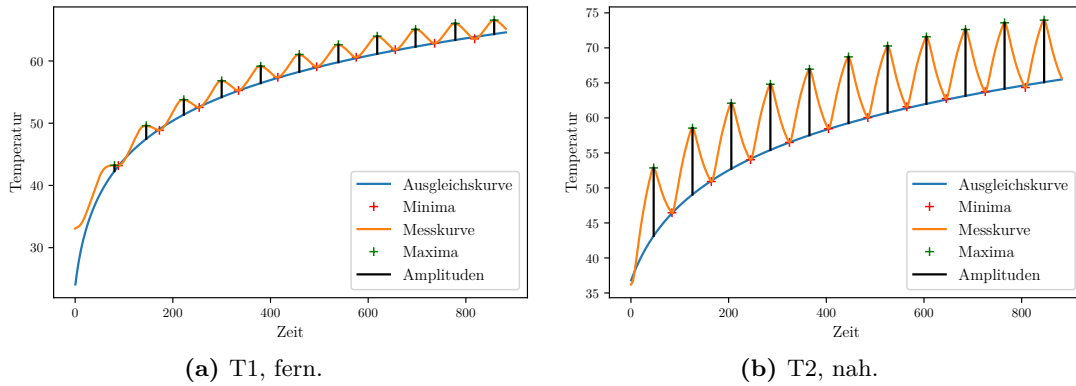 60
50
40
30
Temperatur
0
200
400
600
800
Zeit
Ausgleichskurve
Minima
Messkurve
Maxima
Amplituden
(a) T1, fern.
75
70
65
60
55
50
45
40
35
Temperatur
0
200
400
600
800
Zeit
Ausgleichskurve
Minima
Messkurve
Maxima
Amplituden
(b) T2, nah.